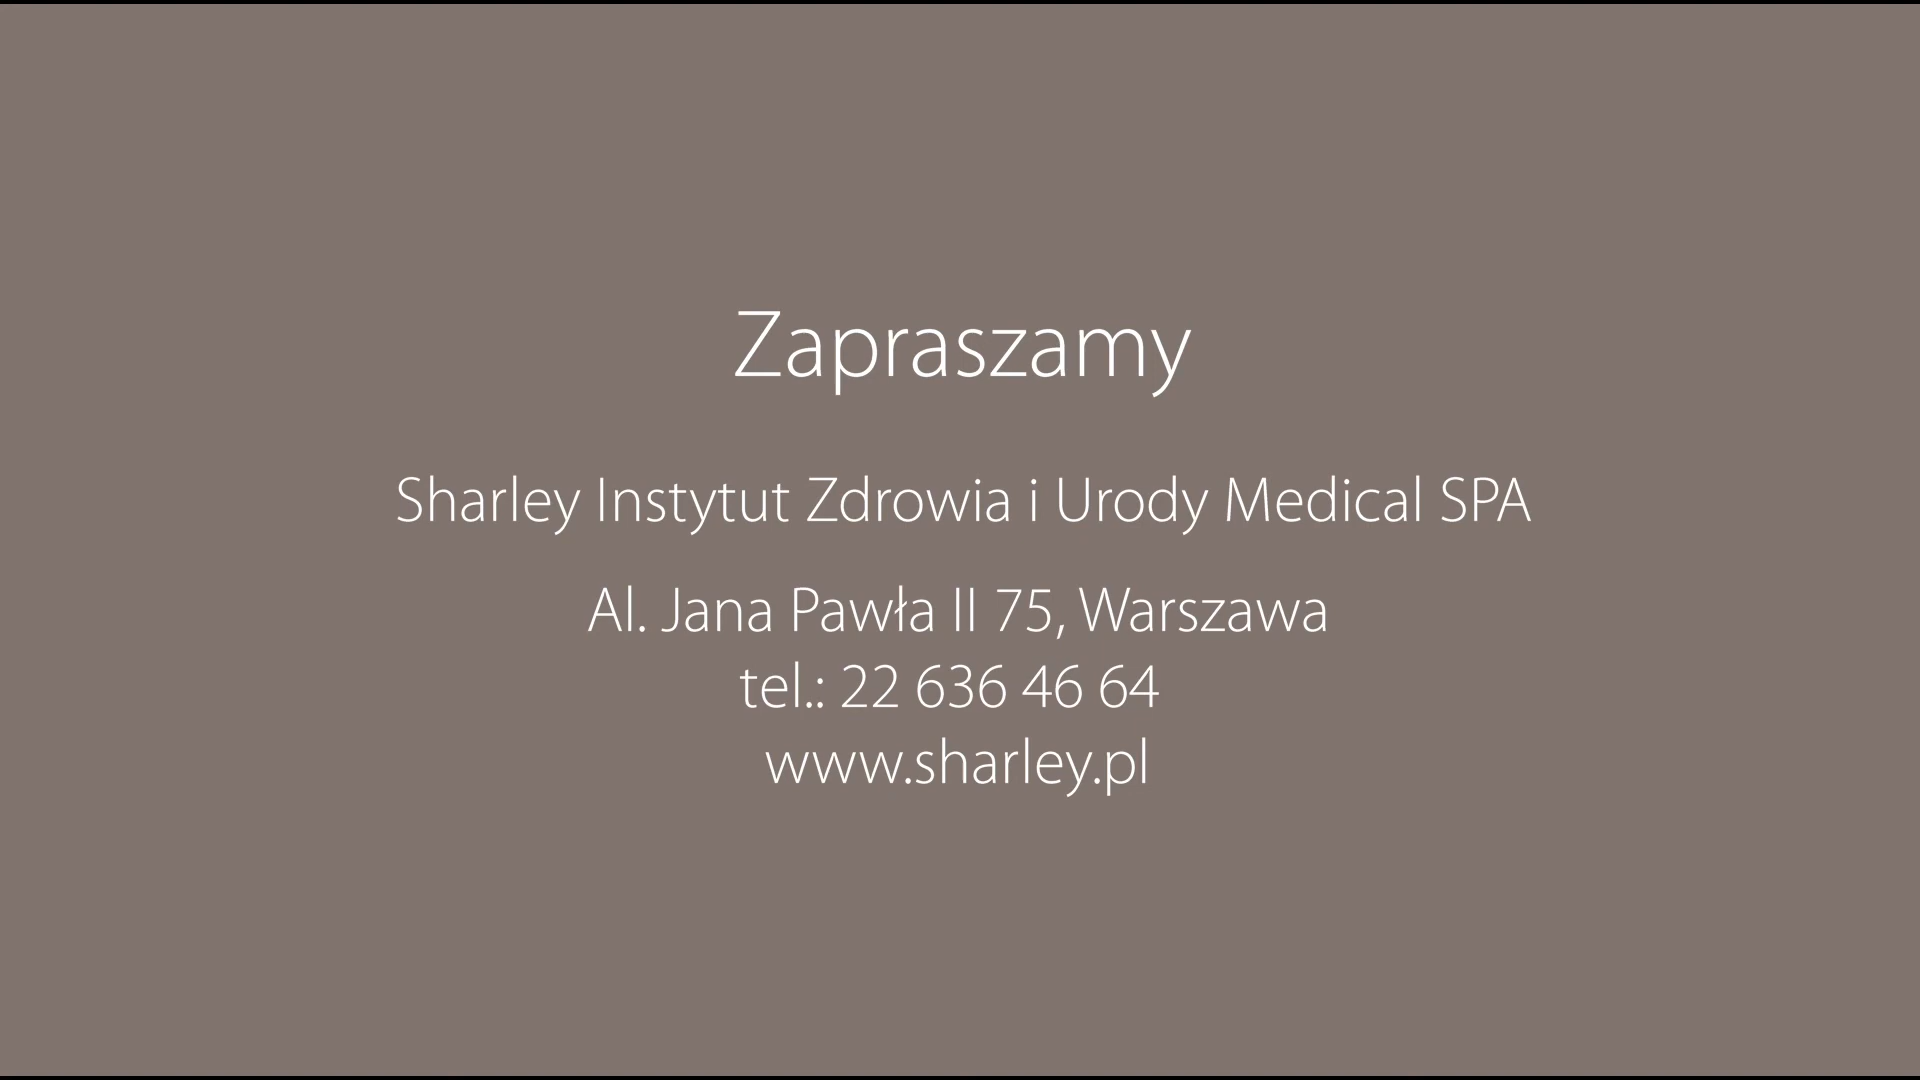 Zapraszamy
Sharley Instytut Zdrowia i Urody Medical SPA
Al. Jana Pawła II 75, Warszawa
tel.: 22 636 46 64
www.sharley.pl